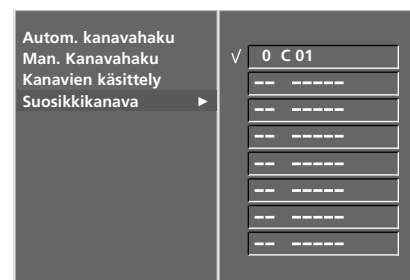 Autom. kanavahaku
Man. Kanavahaku
Kanavien käsittely
Suosikkikanava ►
√ 0 C 01
-- -----
-- -----
-- -----
-- -----
-- -----
-- -----
-- -----